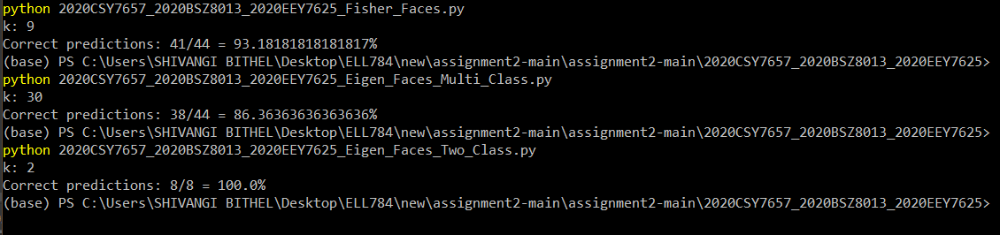 python 2020CSY7657_2020BSZ8013_2020EEY7625_Fisher_Faces.py
k: 9
Correct predictions: 41/44 = 93.18181818181817%
(base) PS C:\Users\SHIVANGI BITHEL\Desktop\ELL784\new\assignment2-main\assignment2-main\2020CSY7657_2020BSZ8013_2020EEY7625>
python 2020CSY7657_2020BSZ8013_2020EEY7625_Eigen_Faces_Multi_Class.py
k: 30
Correct predictions: 38/44 = 86.36363636363636%
(base) PS C:\Users\SHIVANGI BITHEL\Desktop\ELL784\new\assignment2-main\assignment2-main\2020CSY7657_2020BSZ8013_2020EEY7625>
python 2020CSY7657_2020BSZ8013_2020EEY7625_Eigen_Faces_Two_Class.py
k: 2
Correct predictions: 8/8 = 100.0%
(base) PS C:\Users\SHIVANGI BITHEL\Desktop\ELL784\new\assignment2-main\assignment2-main\2020CSY7657_2020BSZ8013_2020EEY7625>